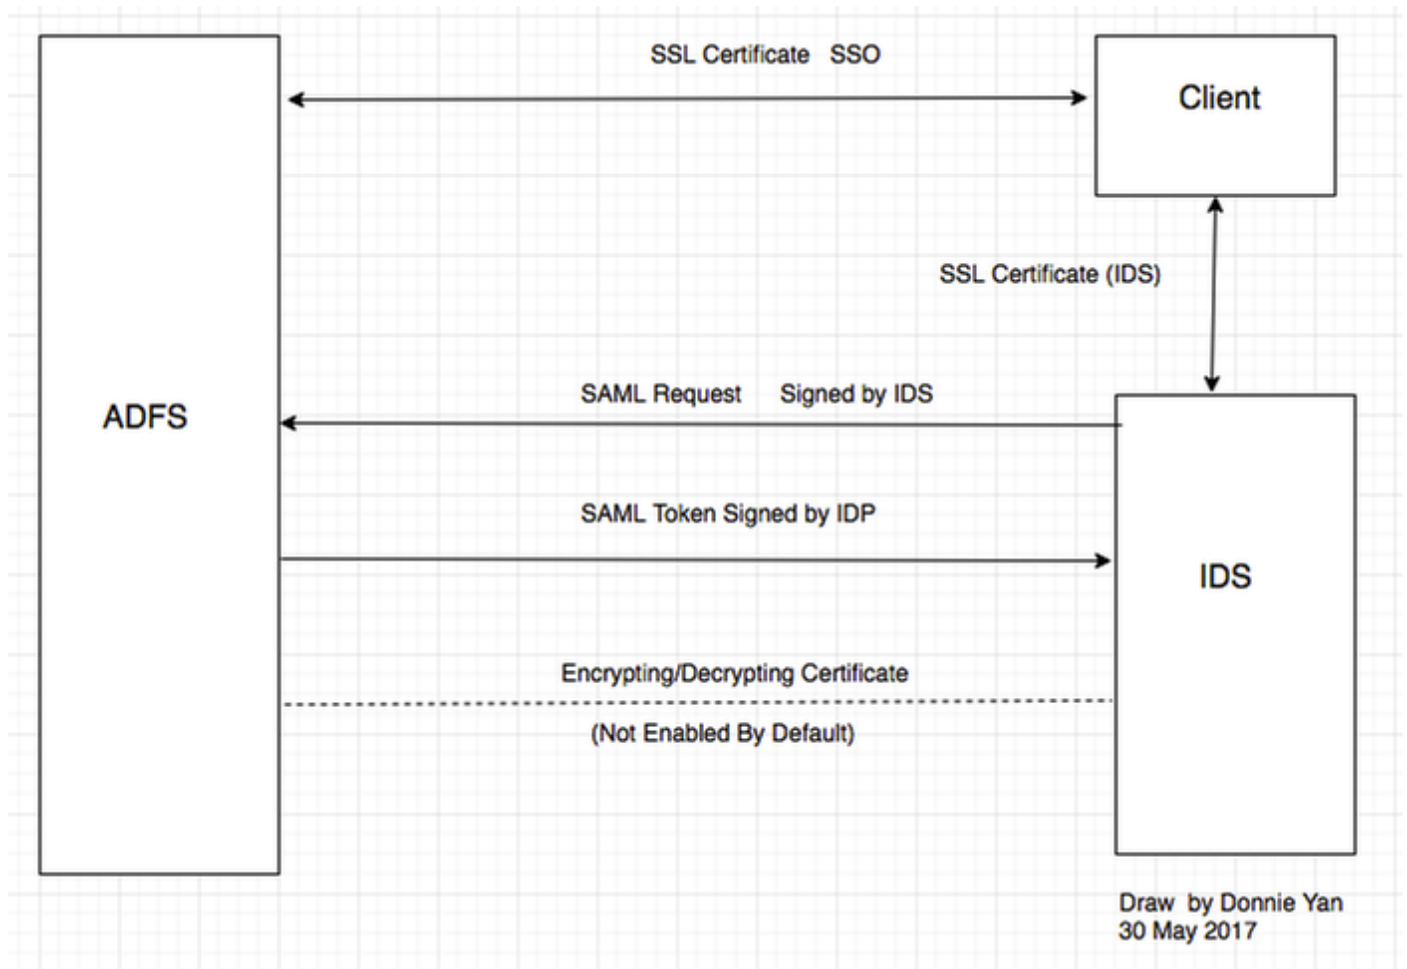 SSL Certificate SSO
Client
SSL Certificate (IDS)
ADFS
SAML Request Signed by IDS
SAML Token Signed by IDP
IDS
Encrypting/Decrypting Certificate
(Not Enabled By Default)
Draw by Donnie Yan
30 May 2017